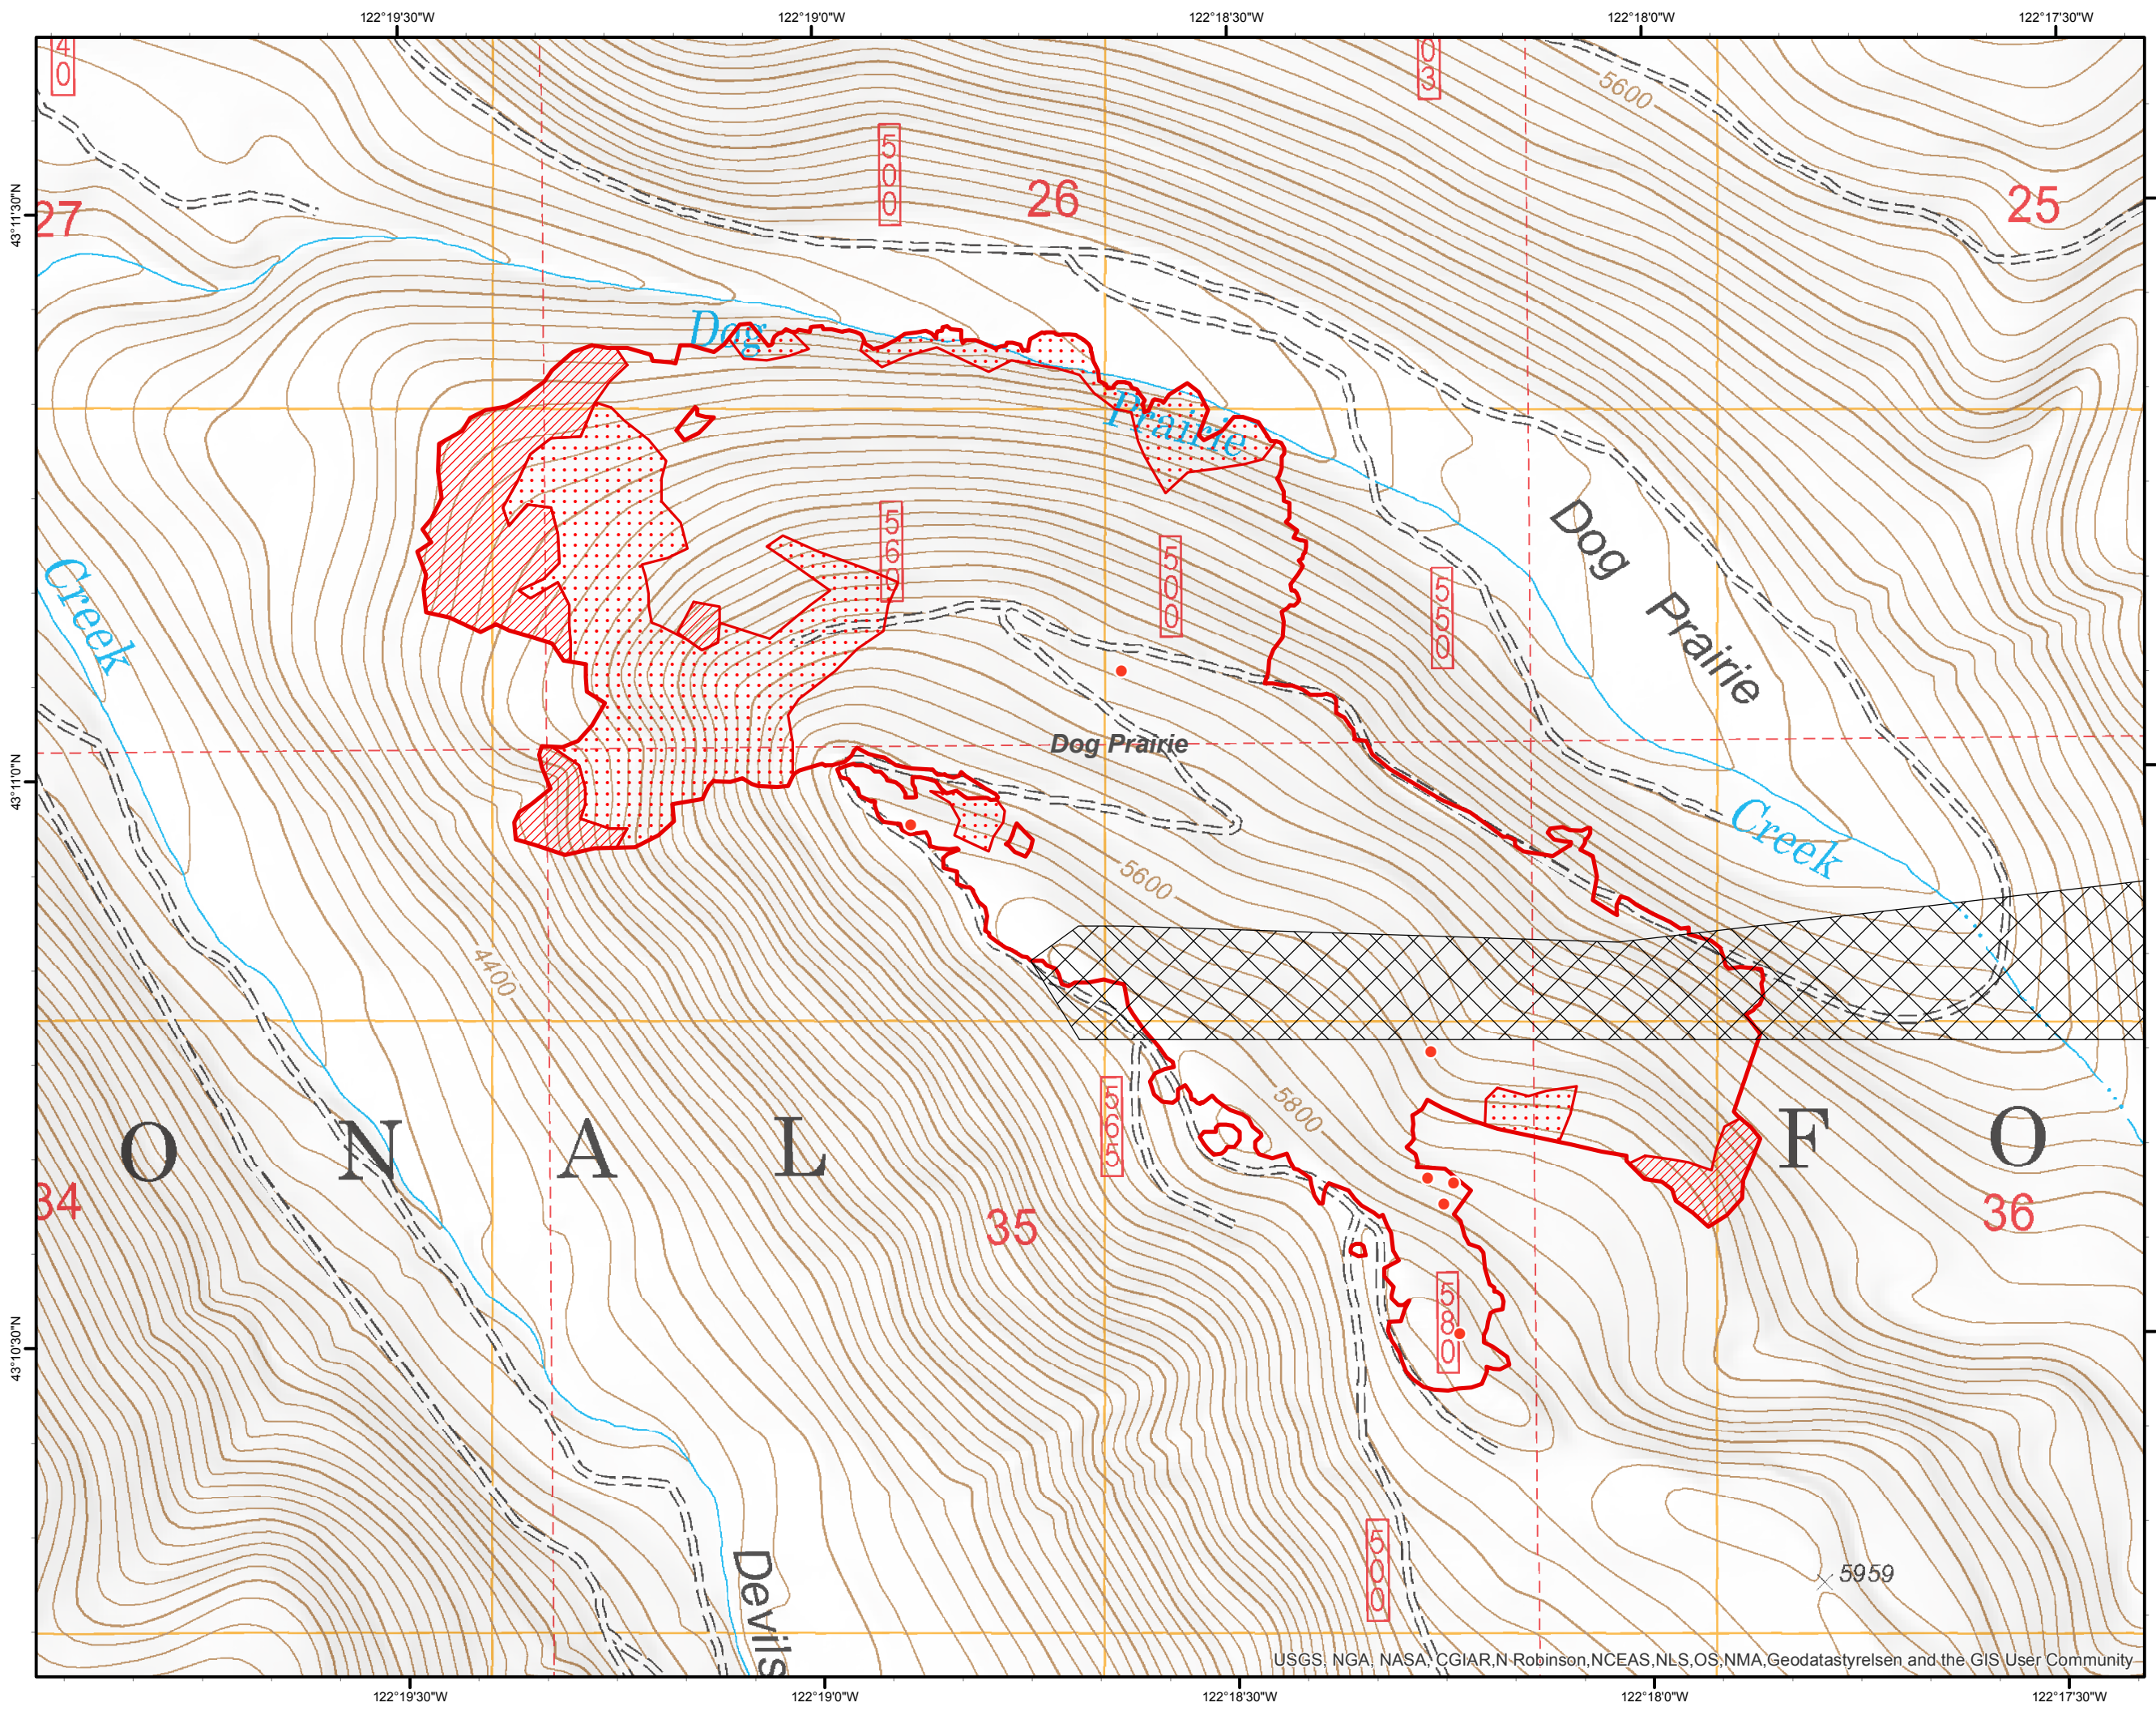 122°19'30"W
122°19'0"W
122°18'30"W
122°18'0"W
122°17'30"W
40
03
5600
43°11'30"N
500
27
26
25
Dog
Prairie
560
500
550
Creek
Dog
Prairie
Dog Prairie
43°11'0"N
Creek
5600
4400
5800
565
O N A L F O
34
35
36
580
43°10'30"N
500
5959
Devils
USGS, NGA, NASA, CGIAR,N Robinson,NCEAS,NLS,OS,NMA,Geodatastyrelsen and the GIS User Community
122°19'30"W
122°19'0"W
122°18'30"W
122°18'0"W
122°17'30"W